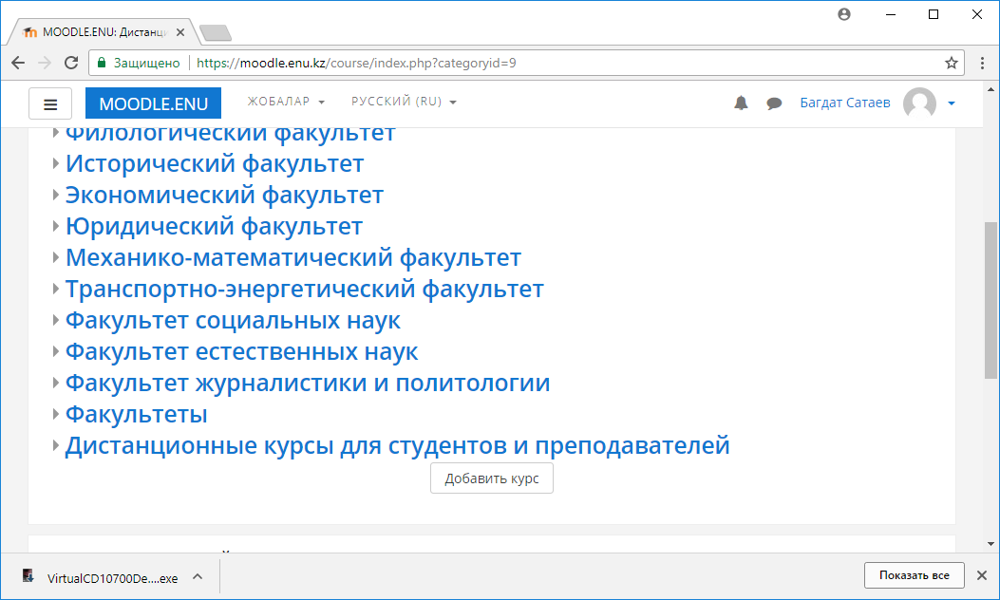 MOODLE.ENU: Дистанци
Защищено
https://moodle.enu.kz/course/index.php?categoryid=9
MOODLE.ENU
ЖОБАЛАР
РУССКИЙ (RU)
Багдат Сатаев
Филологический факультет
Исторический факультет
Экономический факультет
Юридический факультет
Механико-математический факультет
Транспортно-энергетический факультет
Факультет социальных наук
Факультет естественных наук
Факультет журналистики и политологии
Факультеты
Дистанционные курсы для студентов и преподавателей
Добавить курс
VirtualCD10700De....exe
Показать все